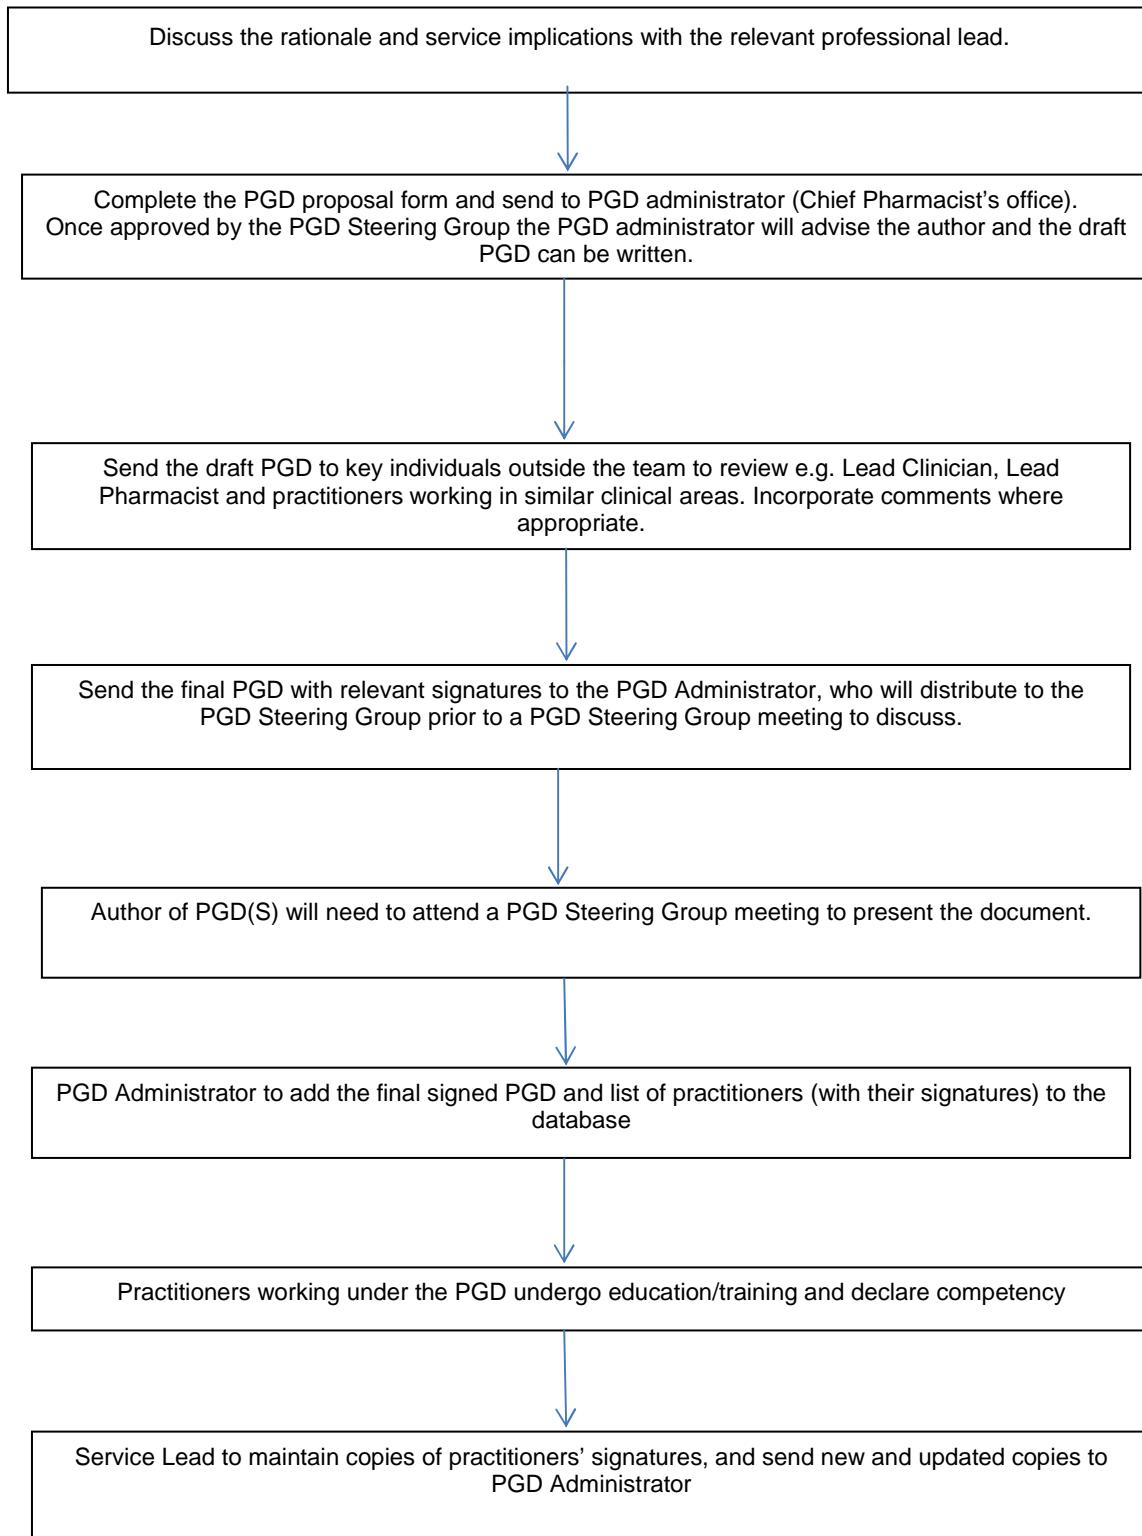 Discuss the rationale and service implications with the relevant professional lead.
Complete the PGD proposal form and send to PGD administrator (Chief Pharmacist's office).
Once approved by the PGD Steering Group the PGD administrator will advise the author and the draft
PGD can be written.
Send the draft PGD to key individuals outside the team to review e.g. Lead Clinician, Lead
Pharmacist and practitioners working in similar clinical areas. Incorporate comments where
appropriate.
Send the final PGD with relevant signatures to the PGD Administrator, who will distribute to the
PGD Steering Group prior to a PGD Steering Group meeting to discuss.
Author of PGD(S) will need to attend a PGD Steering Group meeting to present the document.
PGD Administrator to add the final signed PGD and list of practitioners (with their signatures) to the
database
Practitioners working under the PGD undergo education/training and declare competency
Service Lead to maintain copies of practitioners' signatures, and send new and updated copies to
PGD Administrator